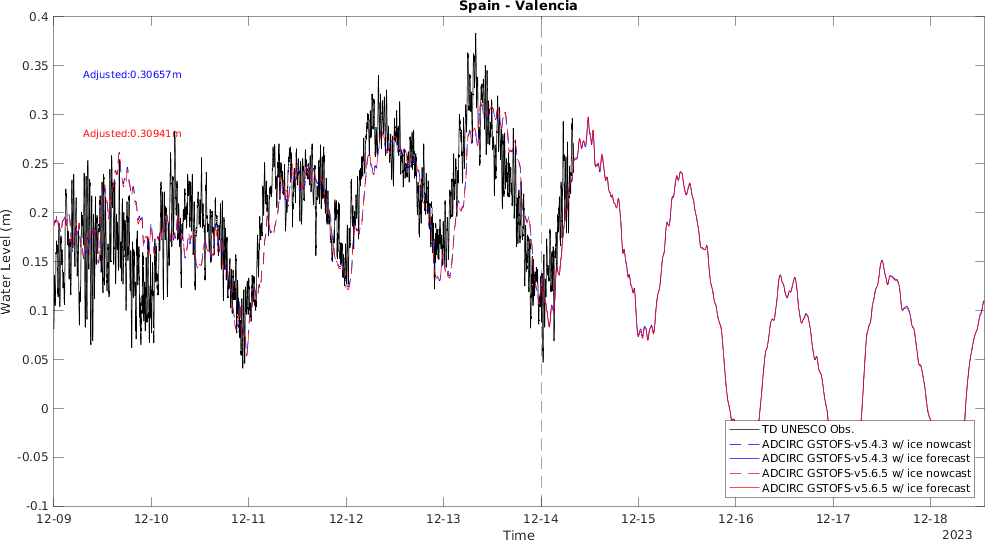 Spain - Valencia
0.4
0.35
0.3
0.25
0.2
0.15
0.1
0.05
0
-0.05
-0.1
Water Level (m)
Adjusted:0.30657m
Adjusted:0.30941m
TD UNESCO Obs.
ADCIRC GSTOFS-v5.4.3 w/ ice nowcast
ADCIRC GSTOFS-v5.4.3 w/ ice forecast
ADCIRC GSTOFS-v5.6.5 w/ ice nowcast
ADCIRC GSTOFS-v5.6.5 w/ ice forecast
12-09 12-10 12-11 12-12 12-13 12-14 12-15 12-16 12-17 12-18
Time
2023